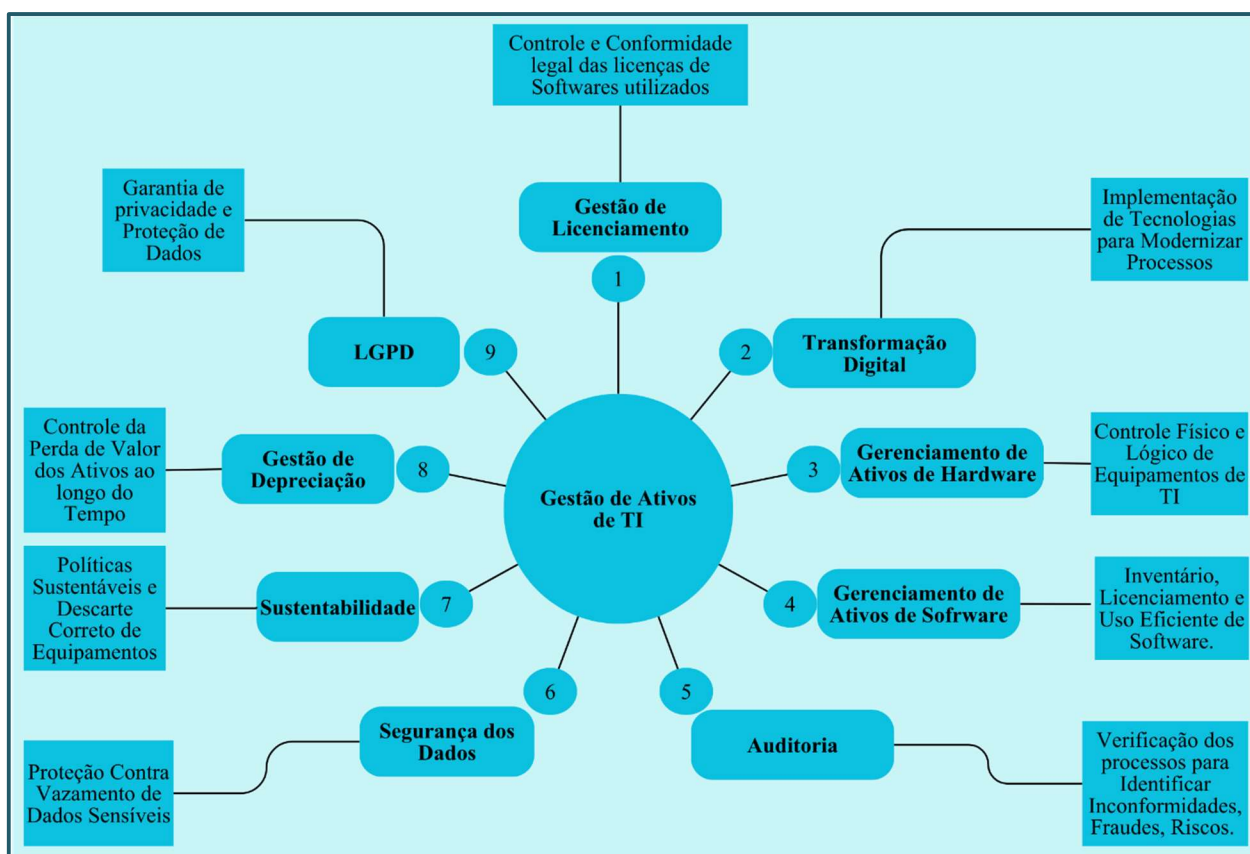 Controle e Conformidade
legal das licenças de
Softwares utilizados
Gestão de
Licenciamento
1
Implementação
de Tecnologias
para Modernizar
Processos
2
Transformação
Digital
Gerenciamento de
Ativos de Hardware
3
Controle Físico e
Lógico de
Equipamentos de
TI
Gerenciamento de
Ativos de Sofrware
4
Inventário,
Licenciamento e
Uso Eficiente de
Software.
5
Auditoria
Verificação dos
processos para
Identificar
Inconformidades,
Fraudes, Riscos.
6
Segurança dos
Dados
Proteção Contra
Vazamento de
Dados Sensíveis
7
Sustentabilidade
Políticas
Sustentáveis e
Descarte
Correto de
Equipamentos
8
Gestão de
Depreciação
Controle da
Perda de Valor
dos Ativos ao
longo do
Tempo
9
LGPD
Garantia de
privacidade e
Proteção de
Dados
Gestão de Ativos
de TI